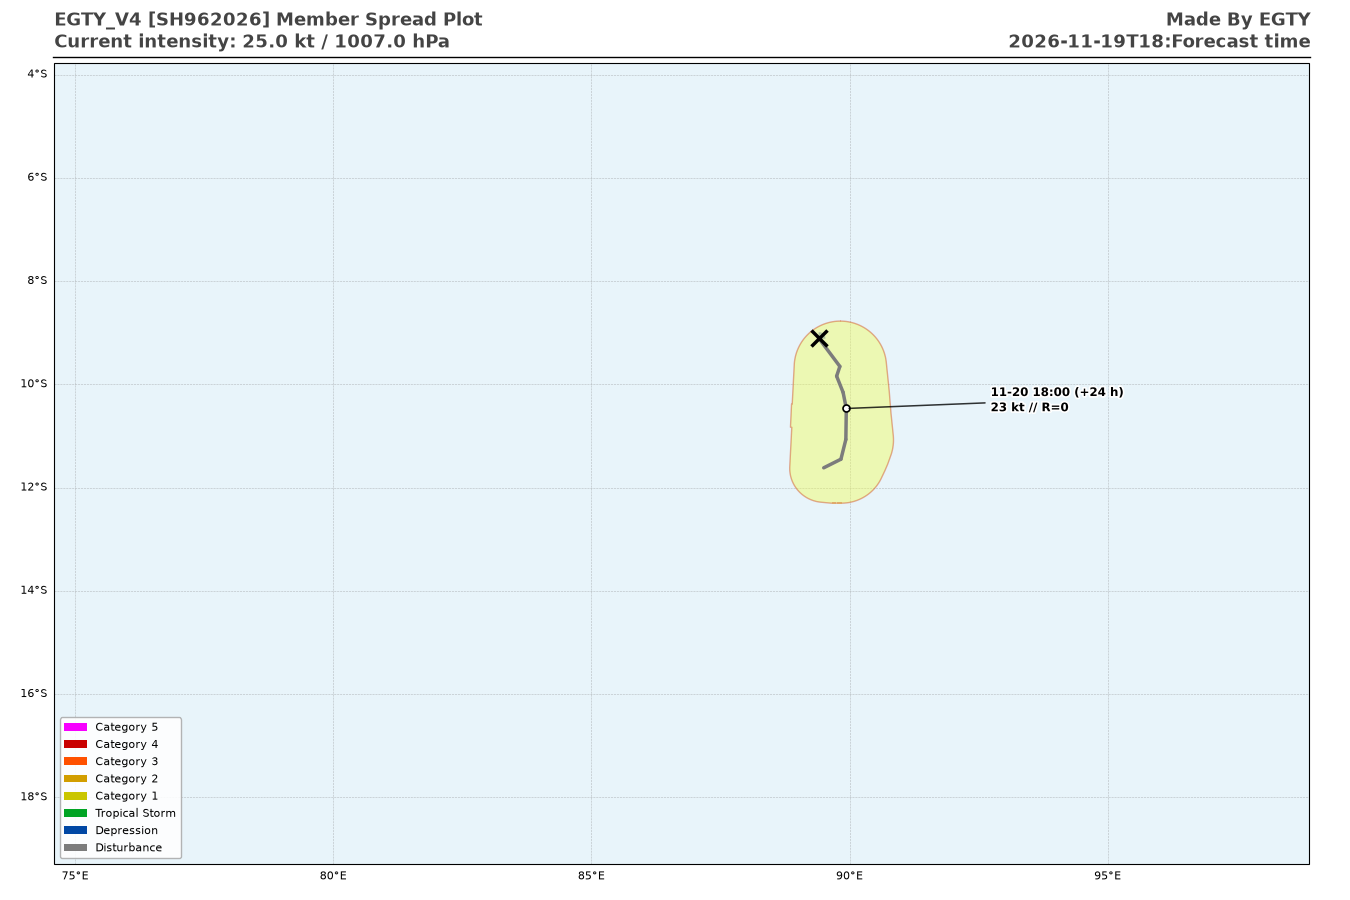 EGTY_V4 [SH962026] Member Spread Plot
Current intensity: 25.0 kt / 1007.0 hPa
Made By EGTY
2026-11-19T18:Forecast time
4°S
6°S
8°S
10°S
12°S
14°S
16°S
18°S
11-20 18:00 (+24 h)
23 kt // R=0
Category 5
Category 4
Category 3
Category 2
Category 1
Tropical Storm
Depression
Disturbance
75°E
80°E
85°E
90°E
95°E